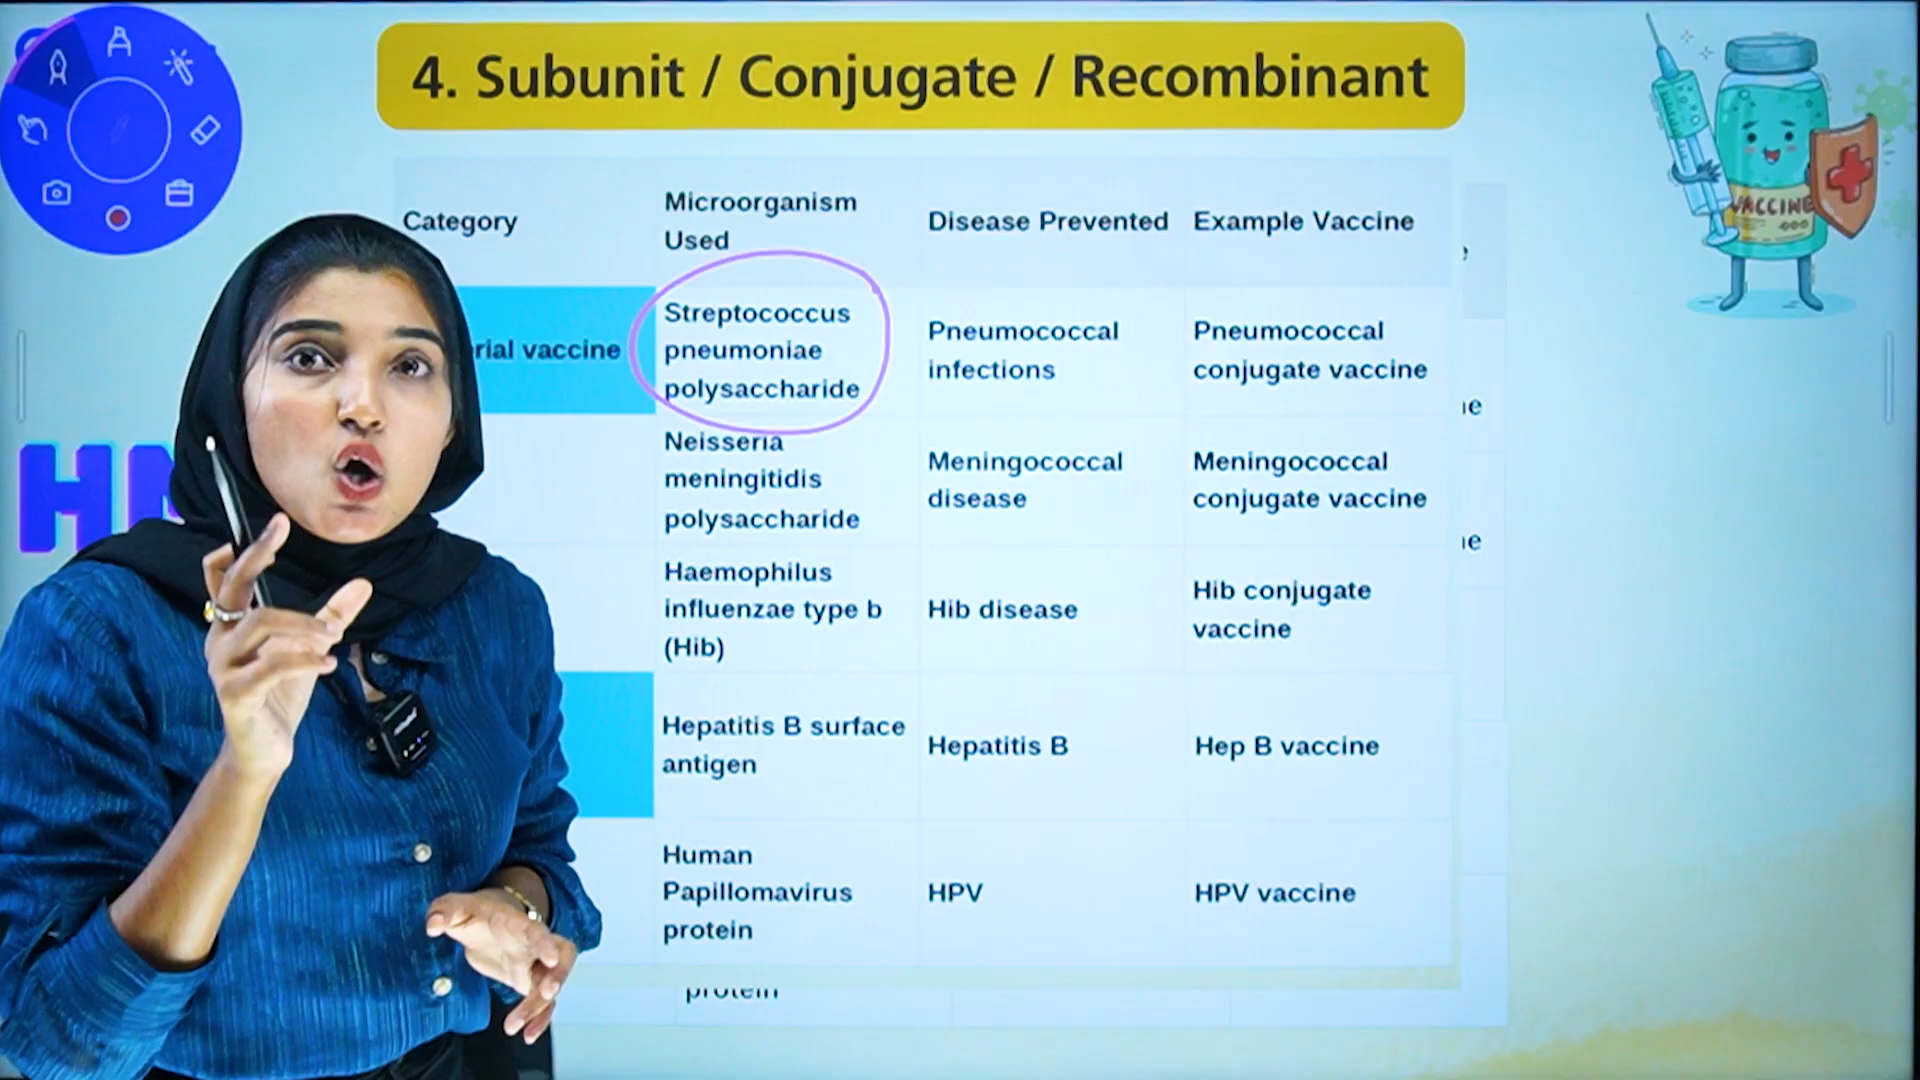 4. Subunit / Conjugate / Recombinant
VACCINE
Category
Microorganism
Used
Disease Prevented
Example Vaccine
rial vaccine
Streptococcus
pneumoniae
polysaccharide
Pneumococcal
infections
Pneumococcal
conjugate vaccine
Neisseria
meningitidis
polysaccharide
Meningococcal
disease
Meningococcal
conjugate vaccine
Haemophilus
influenzae type b
(Hib)
Hib disease
Hib conjugate
vaccine
Hepatitis B surface
antigen
Hepatitis B
Hep B vaccine
Human
Papillomavirus
protein
HPV
HPV vaccine
protein